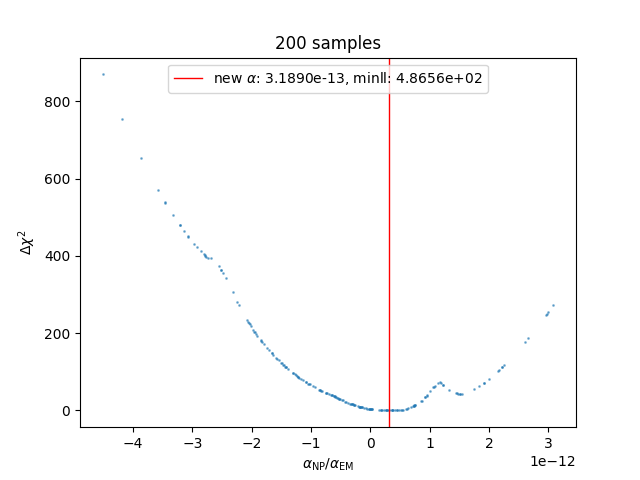 200 samples
new α: 3.1890e-13, minll: 4.8656e+02
Δχ²
800
600
400
200
0
−4
−3
−2
−1
0
1
2
3
1e−12
α_NP/α_EM